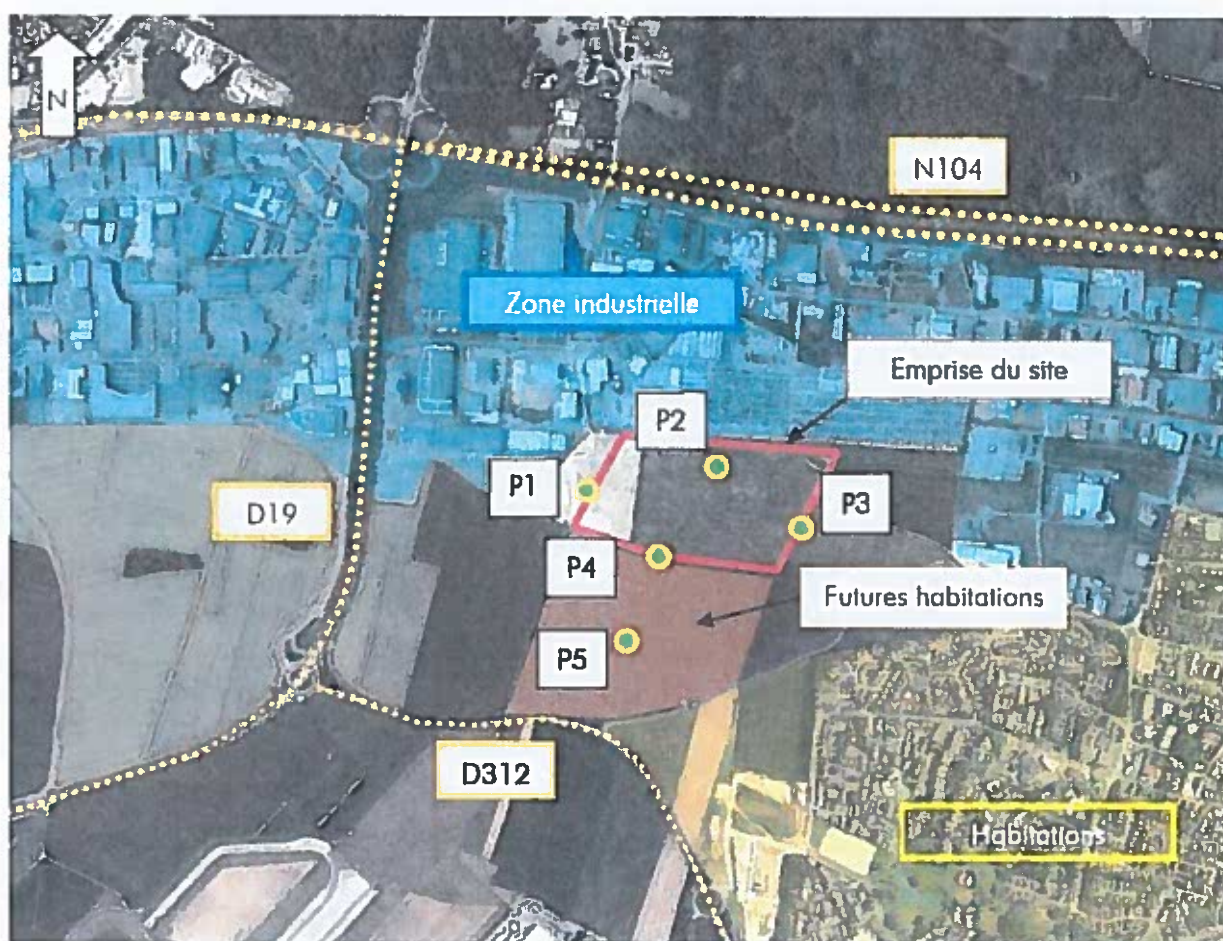 N
N104
Zone industrielle
Emprise du site
P2
P1
P3
D19
P4
Futures habitations
P5
D312
Habitations